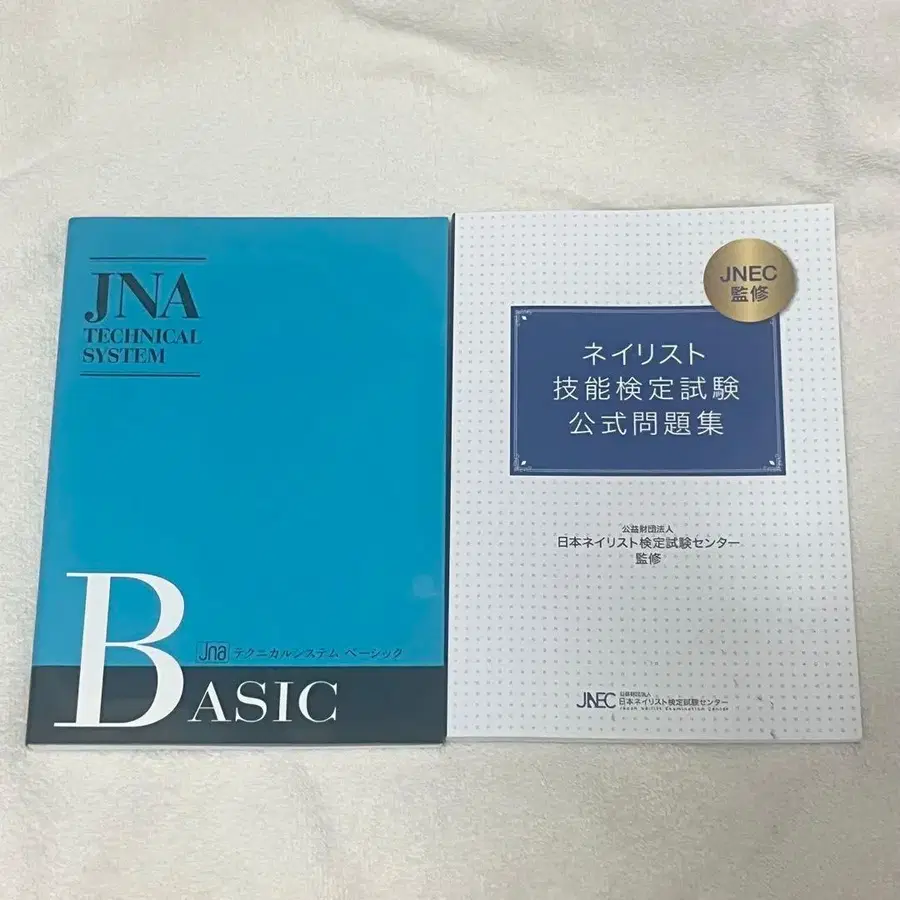 JNA
TECHNICAL
SYSTEM
Jna テクニカルシステム ベーシック
BASIC
JNEC
監修
ネイリスト
技能検定試験
公式問題集
公益財団法人
日本ネイリスト検定試験センター
監修
JNEC 公益財団法人
日本ネイリスト検定試験センター
Japan Nailist Examination Center